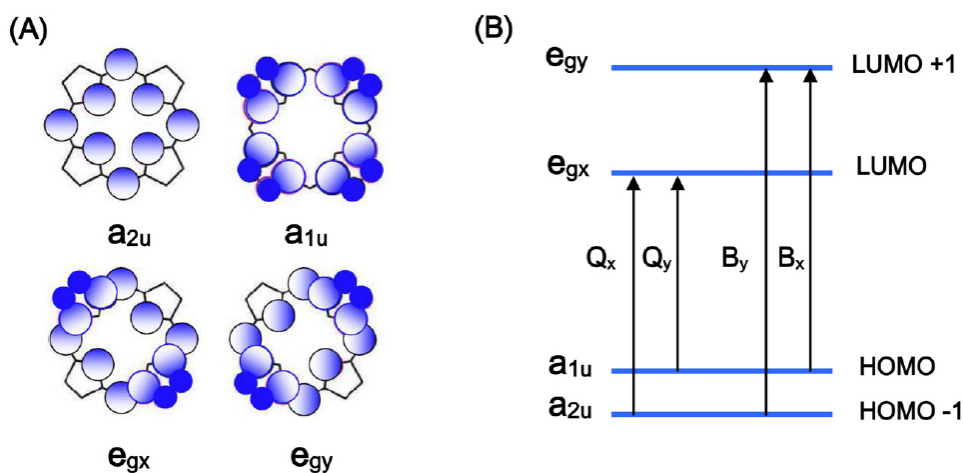 (A)
a2u
a1u
egx
egy
(B)
egy
LUMO +1
egx
LUMO
Qx
Qy
By
Bx
a1u
HOMO
a2u
HOMO -1